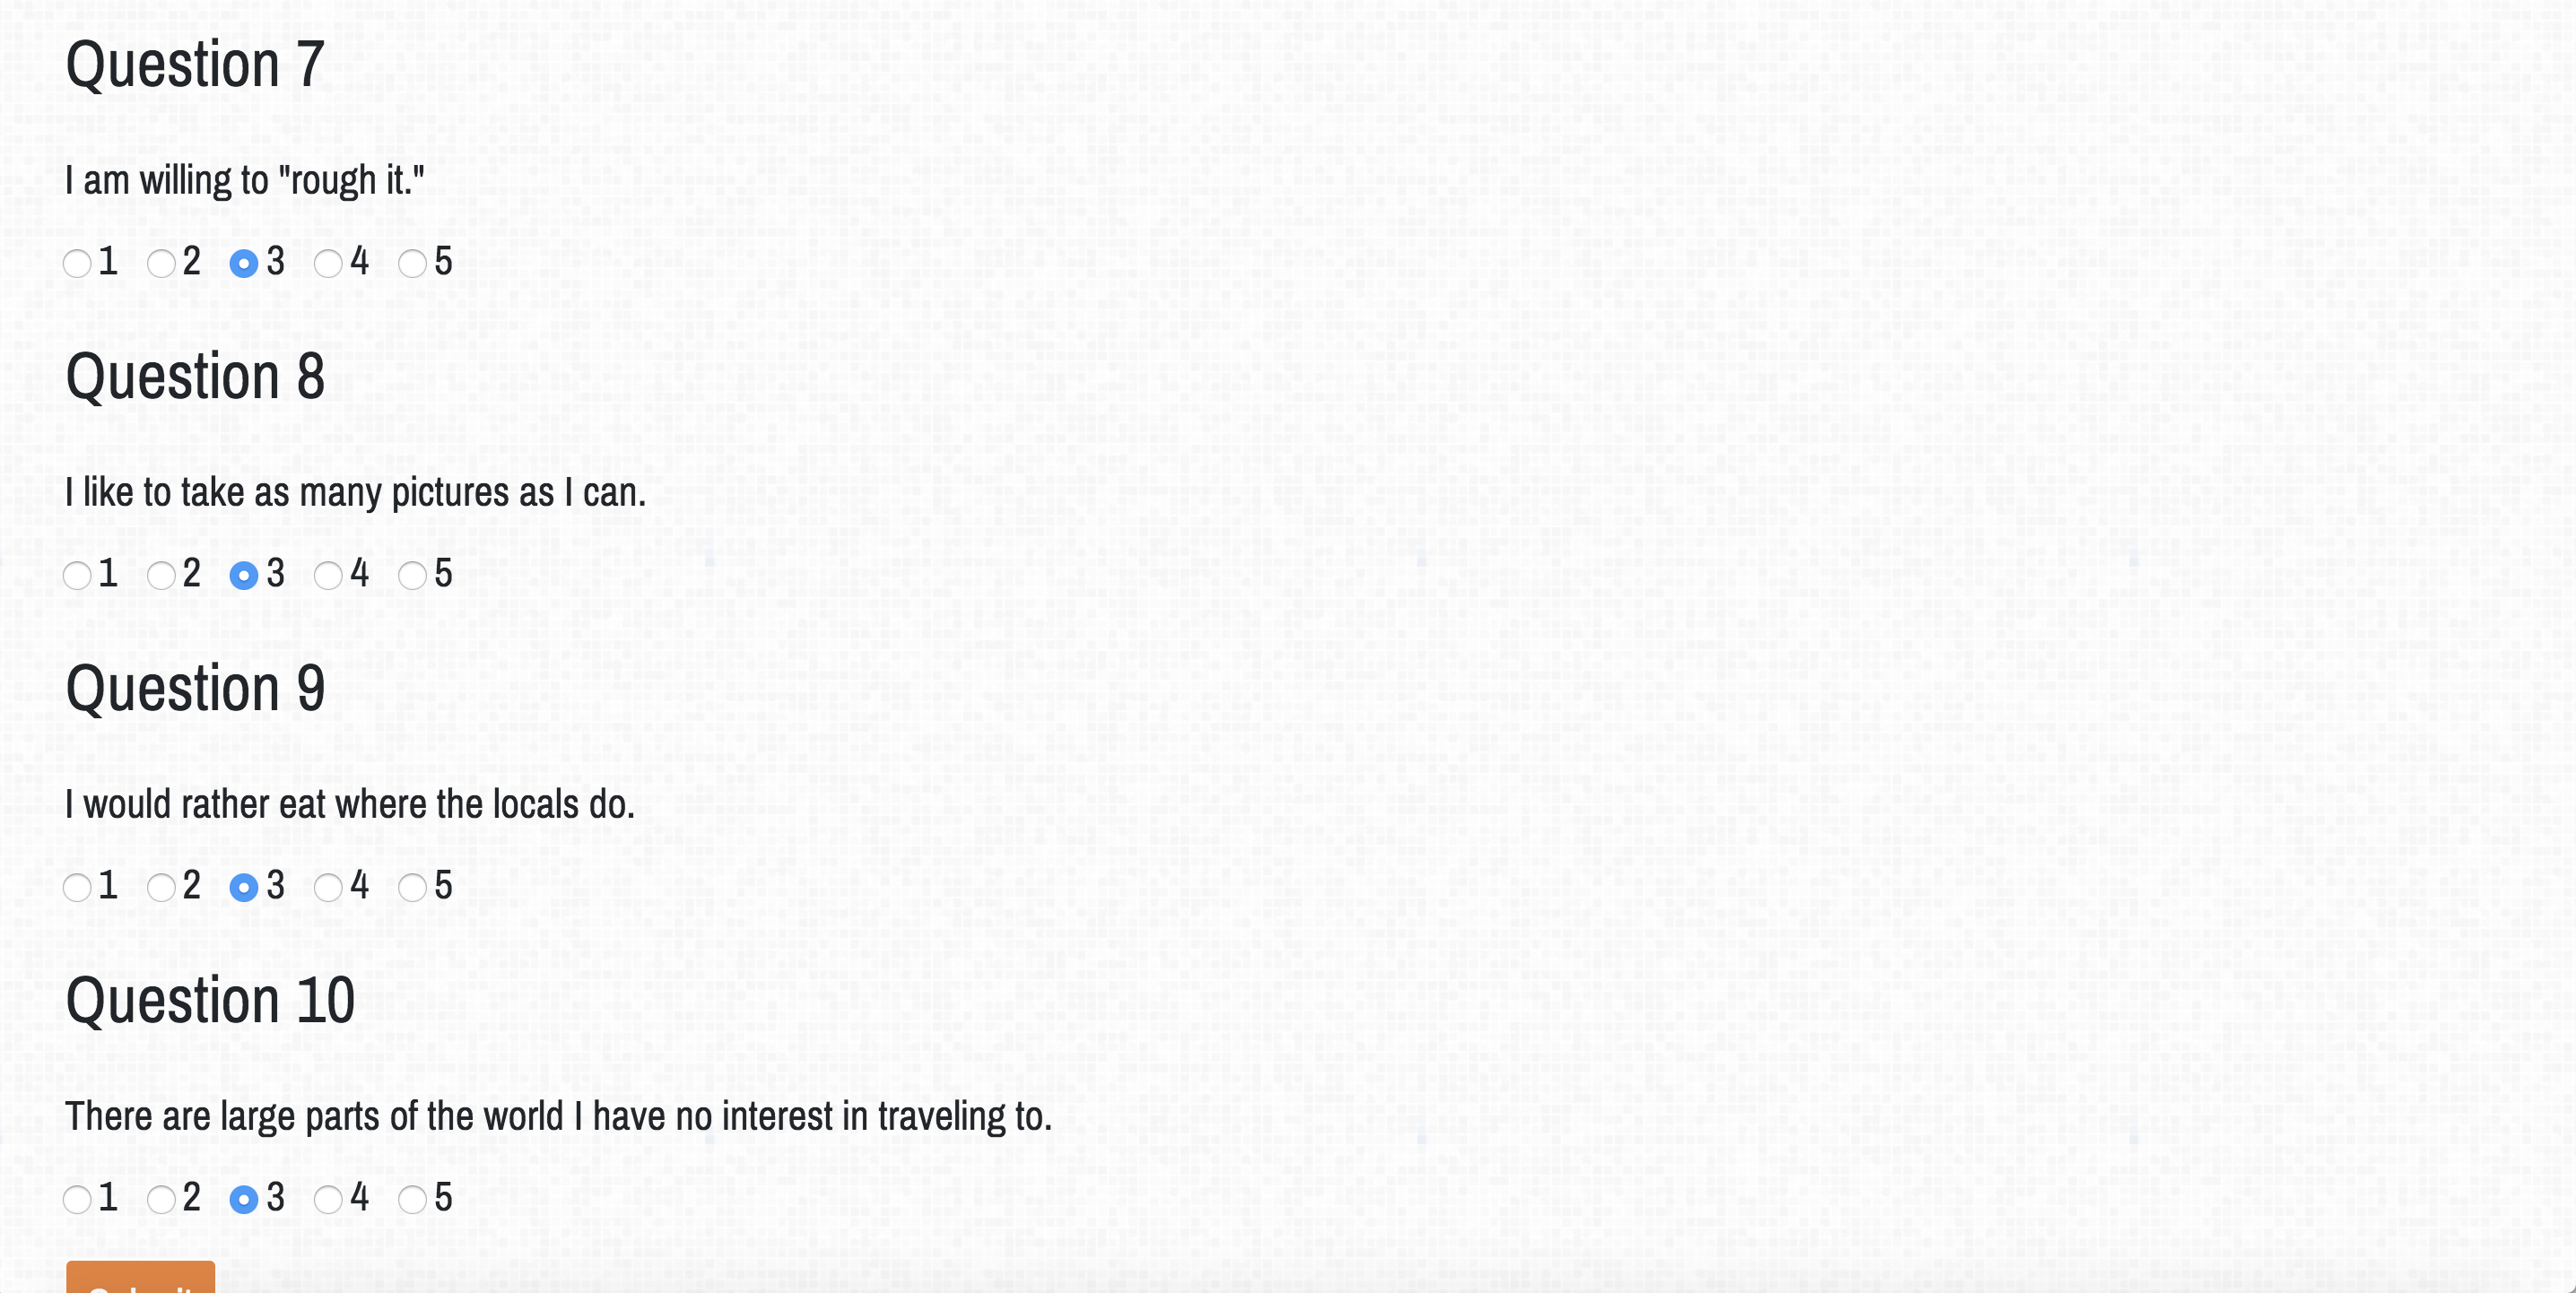 Question 7
I am willing to "rough it."
1 2 3 4 5
Question 8
I like to take as many pictures as I can.
1 2 3 4 5
Question 9
I would rather eat where the locals do.
1 2 3 4 5
Question 10
There are large parts of the world I have no interest in traveling to.
1 2 3 4 5